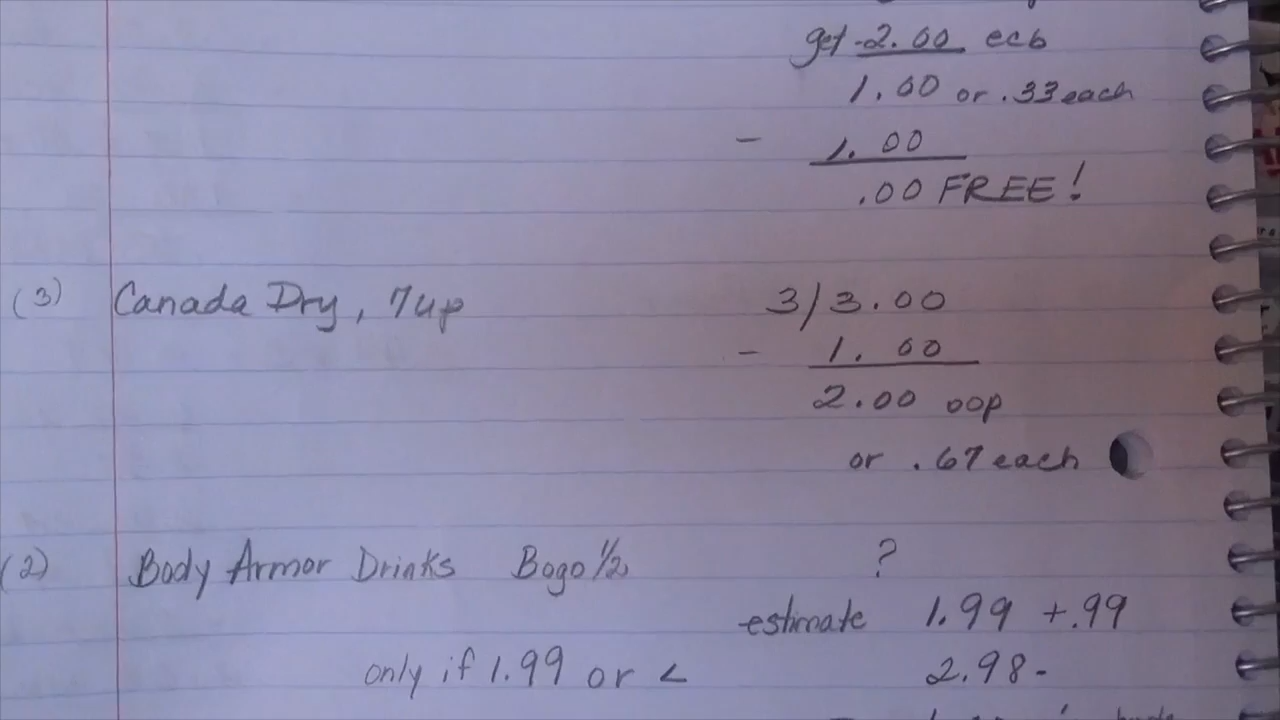 get -2.00 ecb
1.00 or .33 each
- 1.00
.00 FREE!
(3) Canada Dry, 7up 3/3.00
- 1.00
2.00 oop
or .67 each
(2) Body Armor Drinks Bogo 1/2 ?
estimate 1.99 + .99
only if 1.99 or < 2.98-